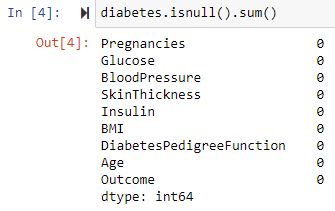 In [4]: diabetes.isnull().sum()
Out[4]: Pregnancies 0
Glucose 0
BloodPressure 0
SkinThickness 0
Insulin 0
BMI 0
DiabetesPedigreeFunction 0
Age 0
Outcome 0
dtype: int64